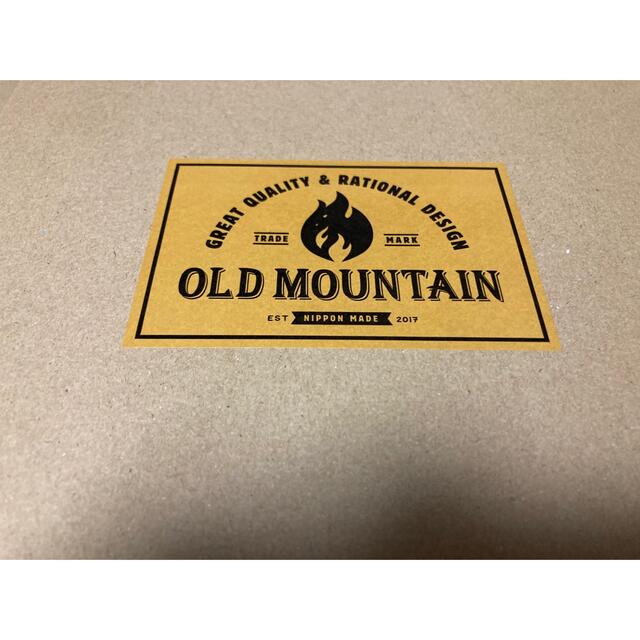 GREAT QUALITY & RATIONAL DESIGN
TRADE MARK
OLD MOUNTAIN
EST NIPPON MADE 2017